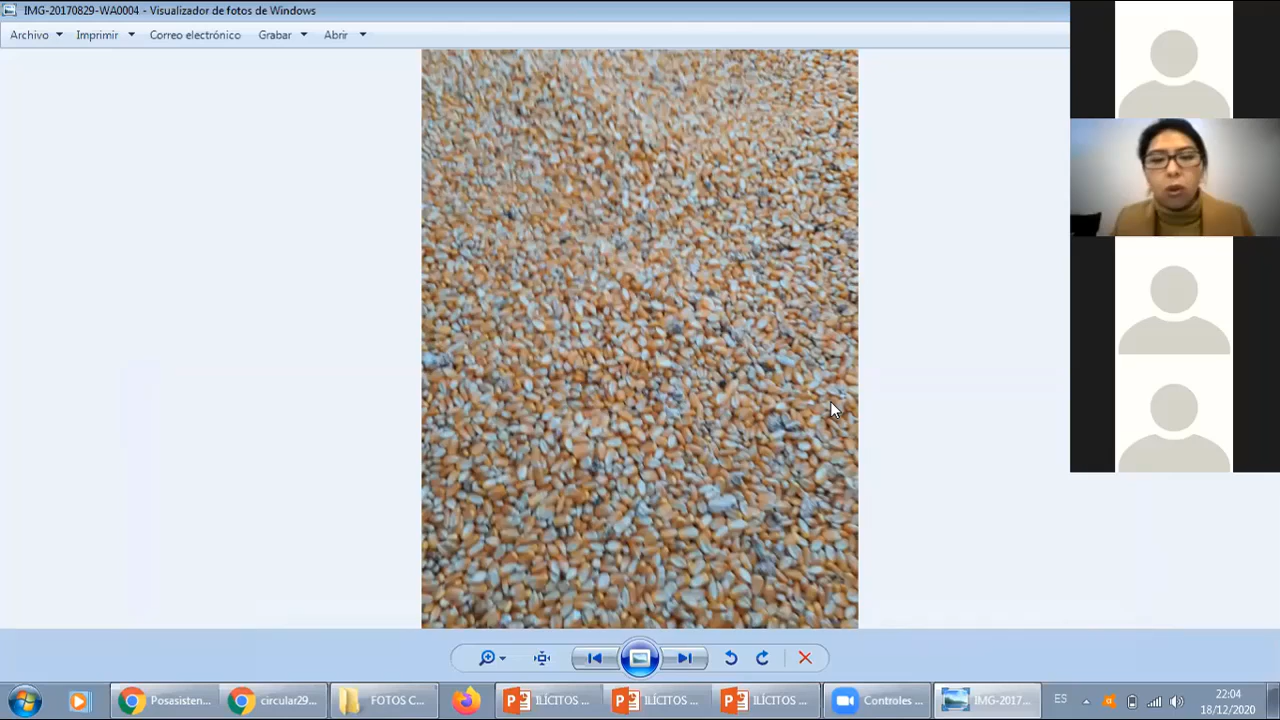 IMG-20170829-WA0004 - Visualizador de fotos de Windows
Archivo Imprimir Correo electrónico Grabar Abrir
Posasisten...
circular29...
FOTOS C...
ILÍCITOS ...
ILÍCITOS ...
ILÍCITOS ...
Controles ...
IMG-2017...
ES
22:04
18/12/2020